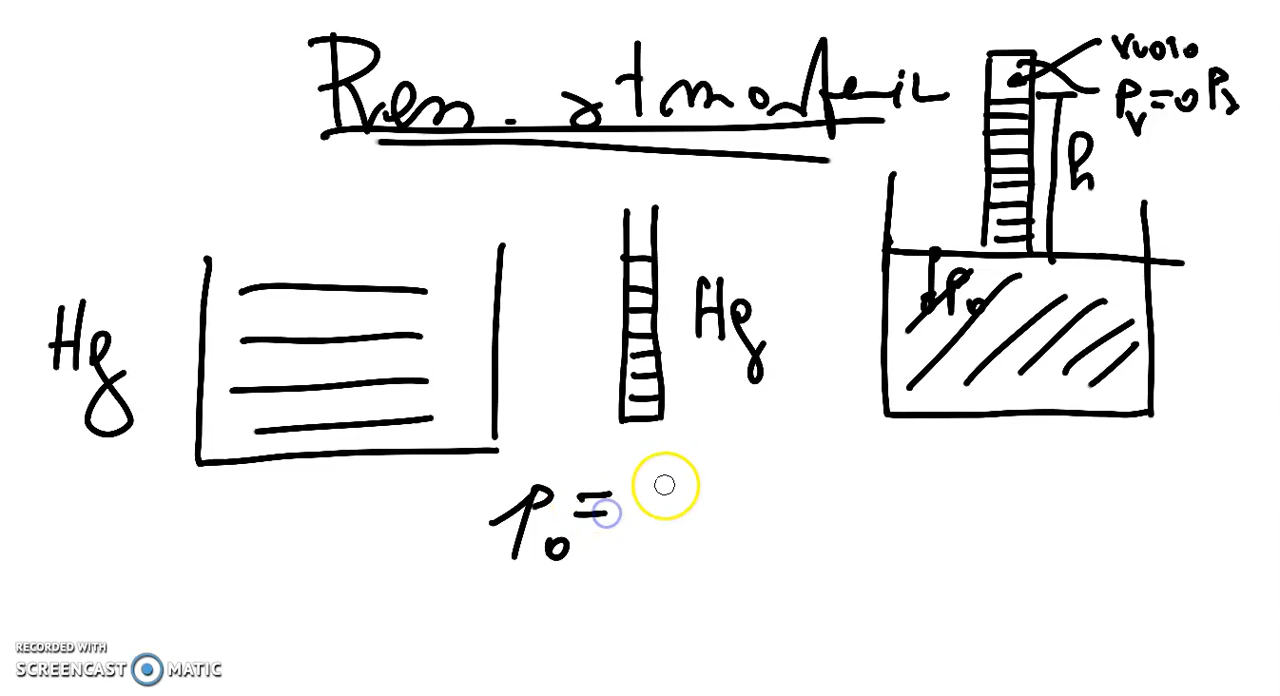 Pres. atmosferic
vuoto
Pv = 0 Pa
h
Hg
Hg
P0
p0 =
RECORDED WITH
SCREENCAST MATIC